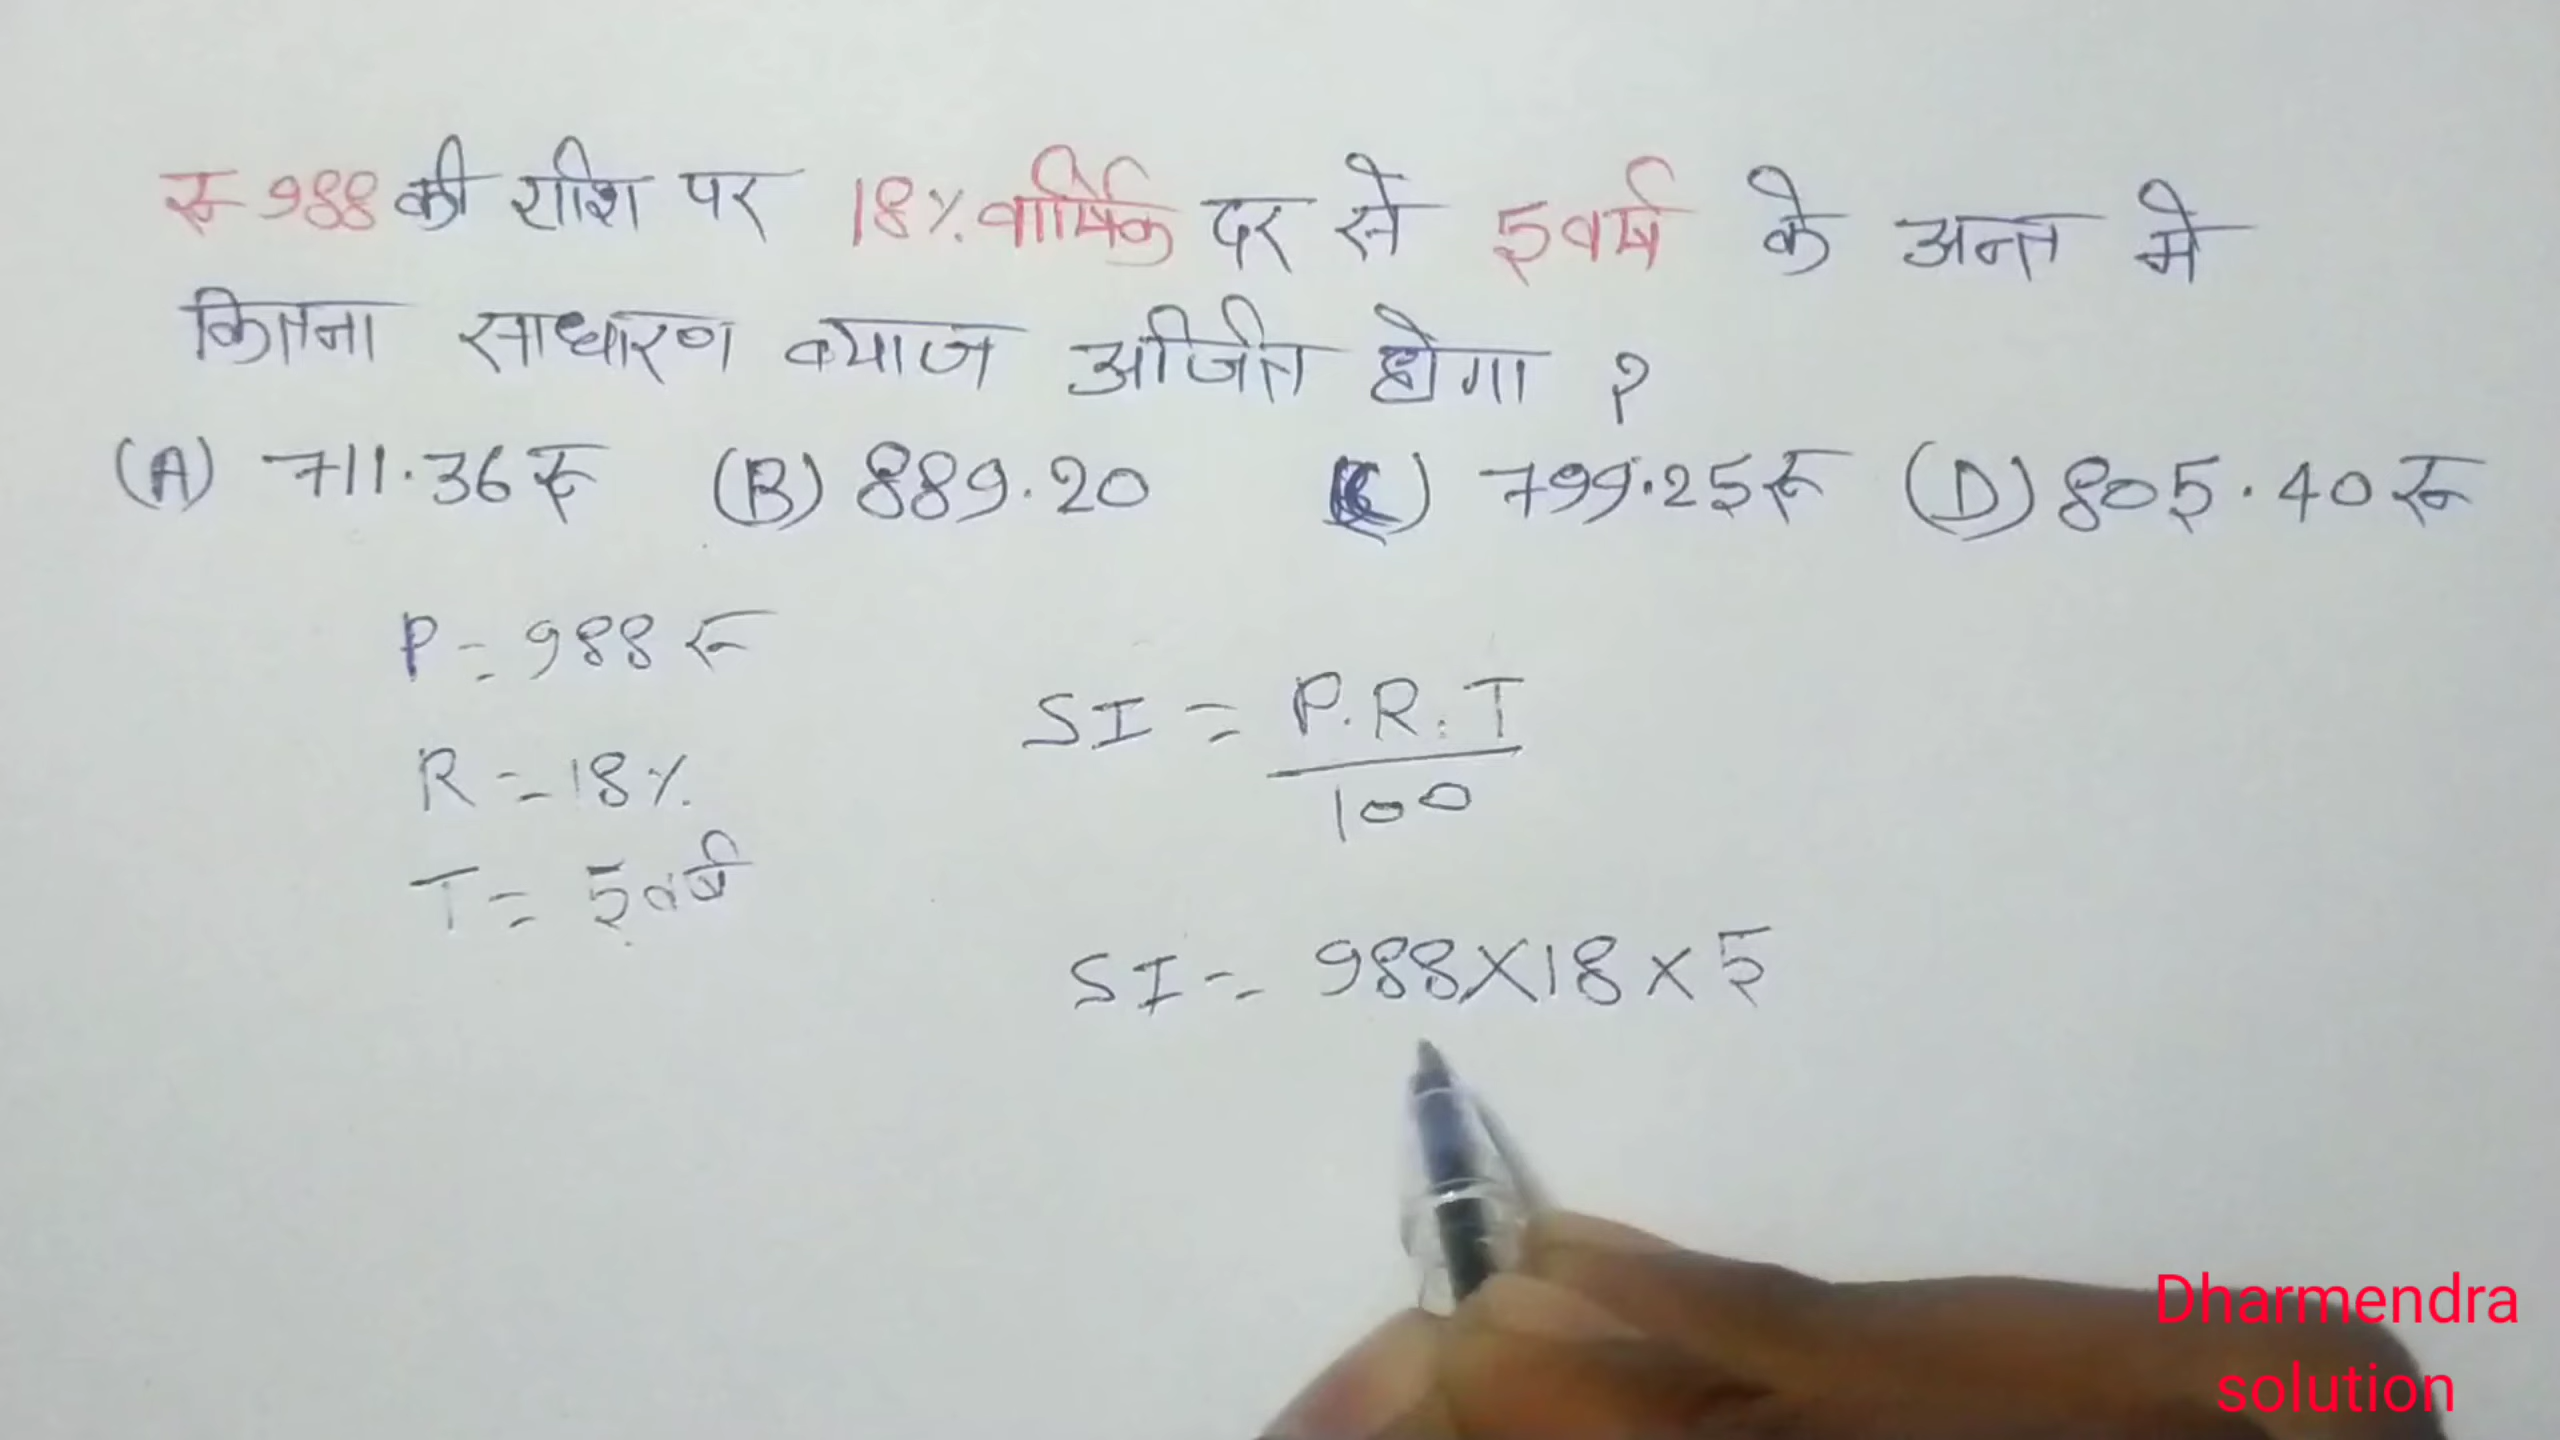 रू 988 की राशि पर 18% वार्षिक दर से 5 वर्ष के अन्त मे
कितना साधारण ब्याज अर्जित होगा ?
(A) 711.36 रू (B) 889.20 (C) 799.25 रू (D) 805.40 रू
P = 988 रू
R = 18%
T = 5 वर्ष
SI = P.R.T
100
SI = 988 × 18 × 5
Dharmendra
solution